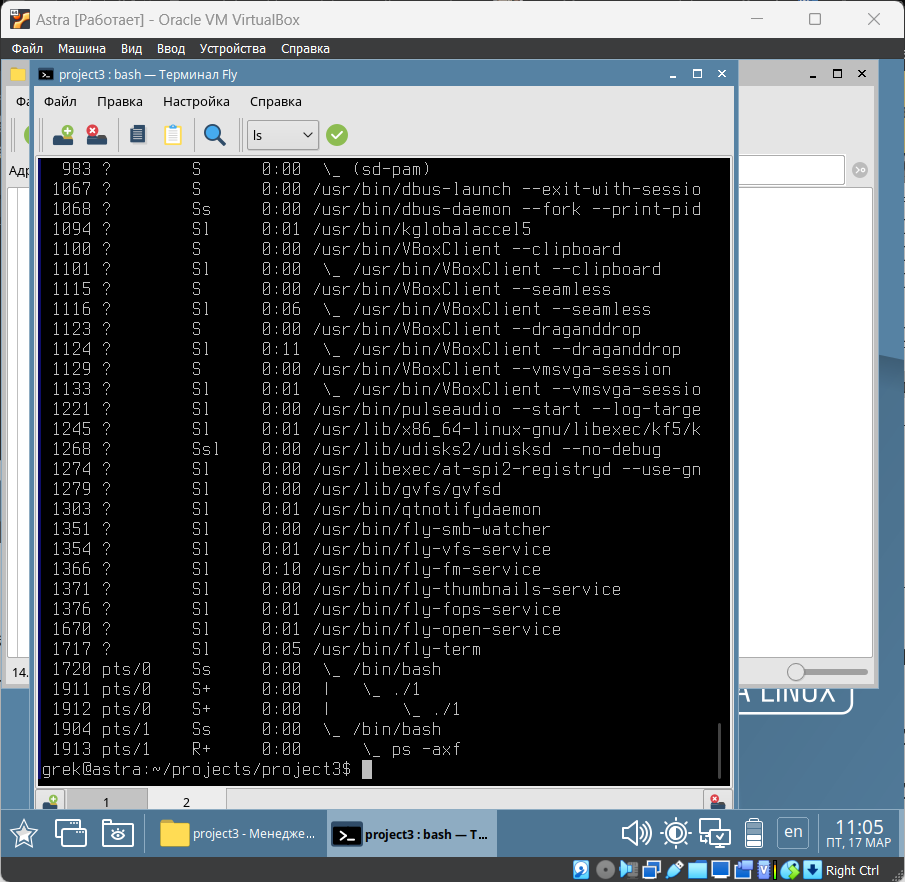 Astra [Работает] - Oracle VM VirtualBox
Файл Машина Вид Ввод Устройства Справка
project3 : bash — Терминал Fly
Файл Правка Настройка Справка
ls
Адр
983 ? S 0:00 \_ (sd-pam)
1067 ? S 0:00 /usr/bin/dbus-launch --exit-with-sessio
1068 ? Ss 0:00 /usr/bin/dbus-daemon --fork --print-pid
1094 ? Sl 0:01 /usr/bin/kglobalaccel5
1100 ? S 0:00 /usr/bin/VBoxClient --clipboard
1101 ? Sl 0:00 \_ /usr/bin/VBoxClient --clipboard
1115 ? S 0:00 /usr/bin/VBoxClient --seamless
1116 ? Sl 0:06 \_ /usr/bin/VBoxClient --seamless
1123 ? S 0:00 /usr/bin/VBoxClient --draganddrop
1124 ? Sl 0:11 \_ /usr/bin/VBoxClient --draganddrop
1129 ? S 0:00 /usr/bin/VBoxClient --vmsvga-session
1133 ? Sl 0:01 \_ /usr/bin/VBoxClient --vmsvga-sessio
1221 ? Sl 0:00 /usr/bin/pulseaudio --start --log-targe
1245 ? Sl 0:01 /usr/lib/x86_64-linux-gnu/libexec/kf5/k
1268 ? Ssl 0:00 /usr/lib/udisks2/udisksd --no-debug
1274 ? Sl 0:00 /usr/libexec/at-spi2-registryd --use-gn
1279 ? Sl 0:00 /usr/lib/gvfs/gvfsd
1303 ? Sl 0:01 /usr/bin/qtnotifydaemon
1351 ? Sl 0:00 /usr/bin/fly-smb-watcher
1354 ? Sl 0:01 /usr/bin/fly-vfs-service
1366 ? Sl 0:10 /usr/bin/fly-fm-service
1371 ? Sl 0:00 /usr/bin/fly-thumbnails-service
1376 ? Sl 0:01 /usr/bin/fly-fops-service
1670 ? Sl 0:01 /usr/bin/fly-open-service
1717 ? Sl 0:05 /usr/bin/fly-term
1720 pts/0 Ss 0:00 \_ /bin/bash
1911 pts/0 S+ 0:00 | \_ ./1
1912 pts/0 S+ 0:00 | \_ ./1
1904 pts/1 Ss 0:00 \_ /bin/bash
1913 pts/1 R+ 0:00 \_ ps -axf
grek@astra:~/projects/project3$
14.
A LINUX
1 2
project3 - Менедже...
project3 : bash — Т...
en
11:05
ПТ, 17 МАР
Right Ctrl